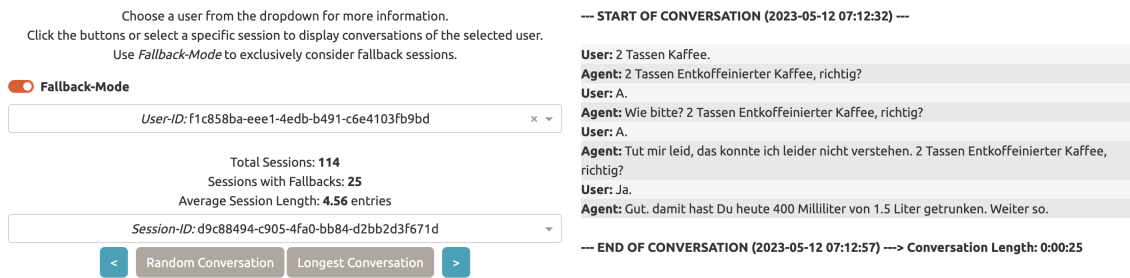 Choose a user from the dropdown for more information.
Click the buttons or select a specific session to display conversations of the selected user.
Use Fallback-Mode to exclusively consider fallback sessions.
Fallback-Mode
User-ID: f1c858ba-eee1-4edb-b491-c6e4103fb9bd
Total Sessions: 114
Sessions with Fallbacks: 25
Average Session Length: 4.56 entries
Session-ID: d9c88494-c905-4fa0-bb84-d2bb2d3f671d
< Random Conversation Longest Conversation >
--- START OF CONVERSATION (2023-05-12 07:12:32) ---
User: 2 Tassen Kaffee.
Agent: 2 Tassen Entkoffeinierter Kaffee, richtig?
User: A.
Agent: Wie bitte? 2 Tassen Entkoffeinierter Kaffee, richtig?
User: A.
Agent: Tut mir leid, das konnte ich leider nicht verstehen. 2 Tassen Entkoffeinierter Kaffee,
richtig?
User: Ja.
Agent: Gut. damit hast Du heute 400 Milliliter von 1.5 Liter getrunken. Weiter so.
--- END OF CONVERSATION (2023-05-12 07:12:57) ---> Conversation Length: 0:00:25